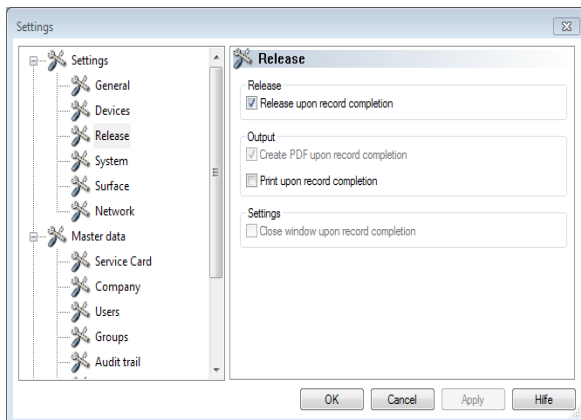 Settings
Settings
General
Devices
Release
System
Surface
Network
Master data
Service Card
Company
Users
Groups
Audit trail
Release
Release
Release upon record completion
Output
Create PDF upon record completion
Print upon record completion
Settings
Close window upon record completion
OK
Cancel
Apply
Hilfe